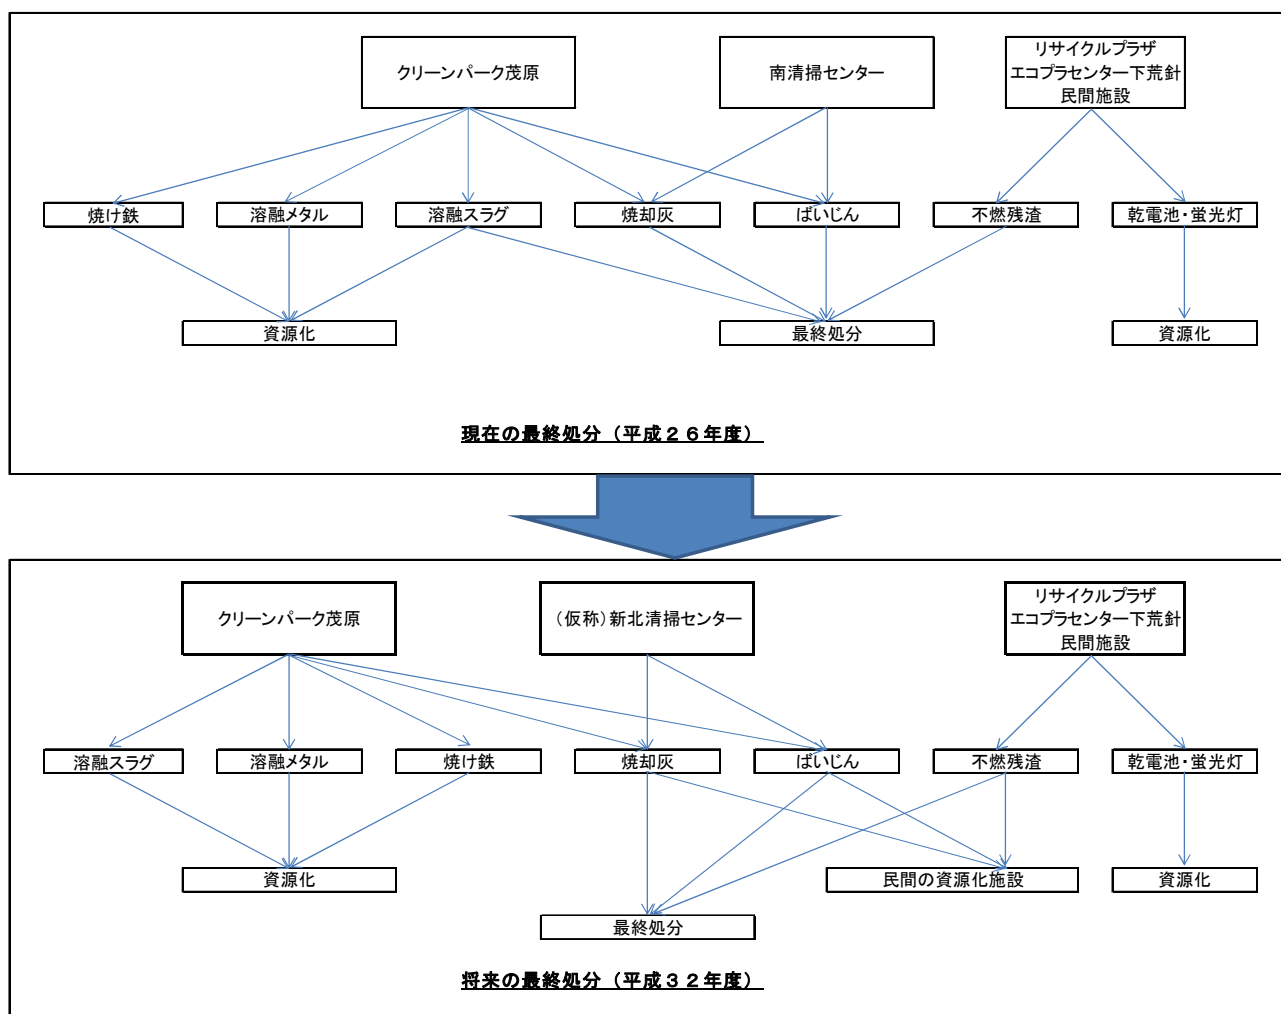 クリーンパーク茂原
南清掃センター
リサイクルプラザ
エコプラセンター下荒針
民間施設
焼け鉄
溶融メタル
溶融スラグ
焼却灰
ばいじん
不燃残渣
乾電池・蛍光灯
資源化
最終処分
資源化
現在の最終処分（平成２６年度）
クリーンパーク茂原
（仮称）新北清掃センター
リサイクルプラザ
エコプラセンター下荒針
民間施設
溶融スラグ
溶融メタル
焼け鉄
焼却灰
ばいじん
不燃残渣
乾電池・蛍光灯
資源化
民間の資源化施設
資源化
最終処分
将来の最終処分（平成３２年度）